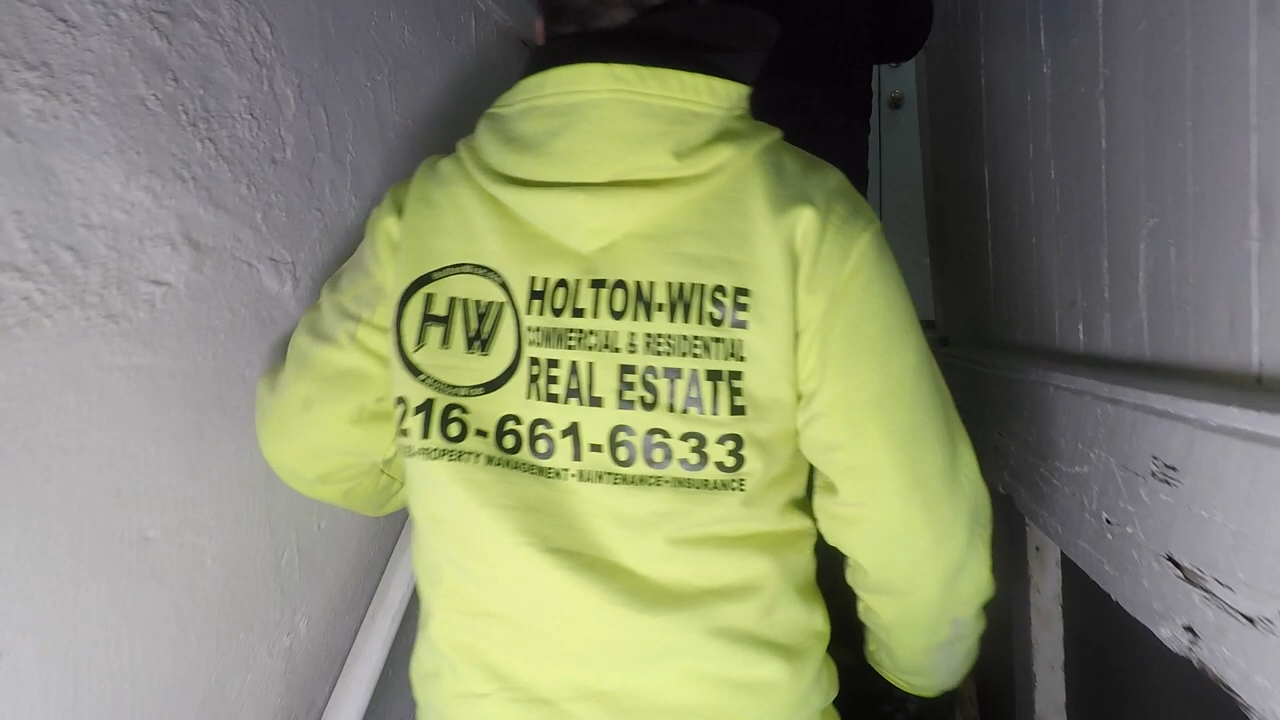 HW
HOLTON-WISE
COMMERCIAL & RESIDENTIAL
REAL ESTATE
216-661-6633
PROPERTY MANAGEMENT • MAINTENANCE • INSURANCE